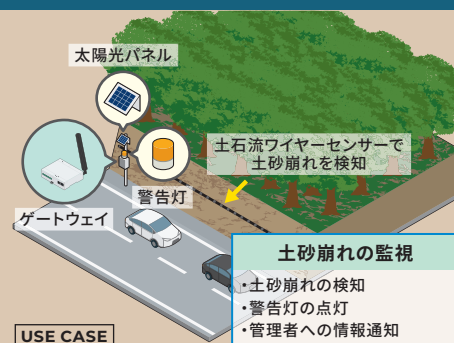 太陽光パネル
土石流ワイヤーセンサーで
土砂崩れを検知
警告灯
ゲートウェイ
土砂崩れの監視
・土砂崩れの検知
・警告灯の点灯
・管理者への情報通知
USE CASE